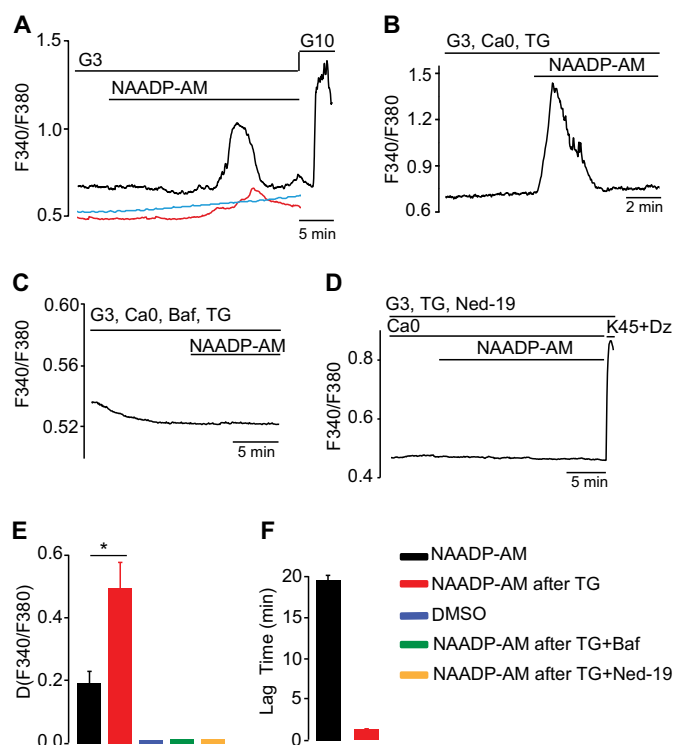 A
1.5
1.0
0.5
F340/F380
G3
NAADP-AM
G10
5 min
B
G3, Ca0, TG
NAADP-AM
1.5
1.2
0.9
0.6
F340/F380
2 min
C
0.60
0.56
0.52
F340/F380
G3, Ca0, Baf, TG
NAADP-AM
5 min
D
G3, TG, Ned-19
Ca0
K45+Dz
NAADP-AM
0.8
0.6
0.4
F340/F380
5 min
E
0.6
0.4
0.2
0.0
D(F340/F380)
*
F
20
15
10
5
0
Lag Time (min)
NAADP-AM
NAADP-AM after TG
DMSO
NAADP-AM after TG+Baf
NAADP-AM after TG+Ned-19